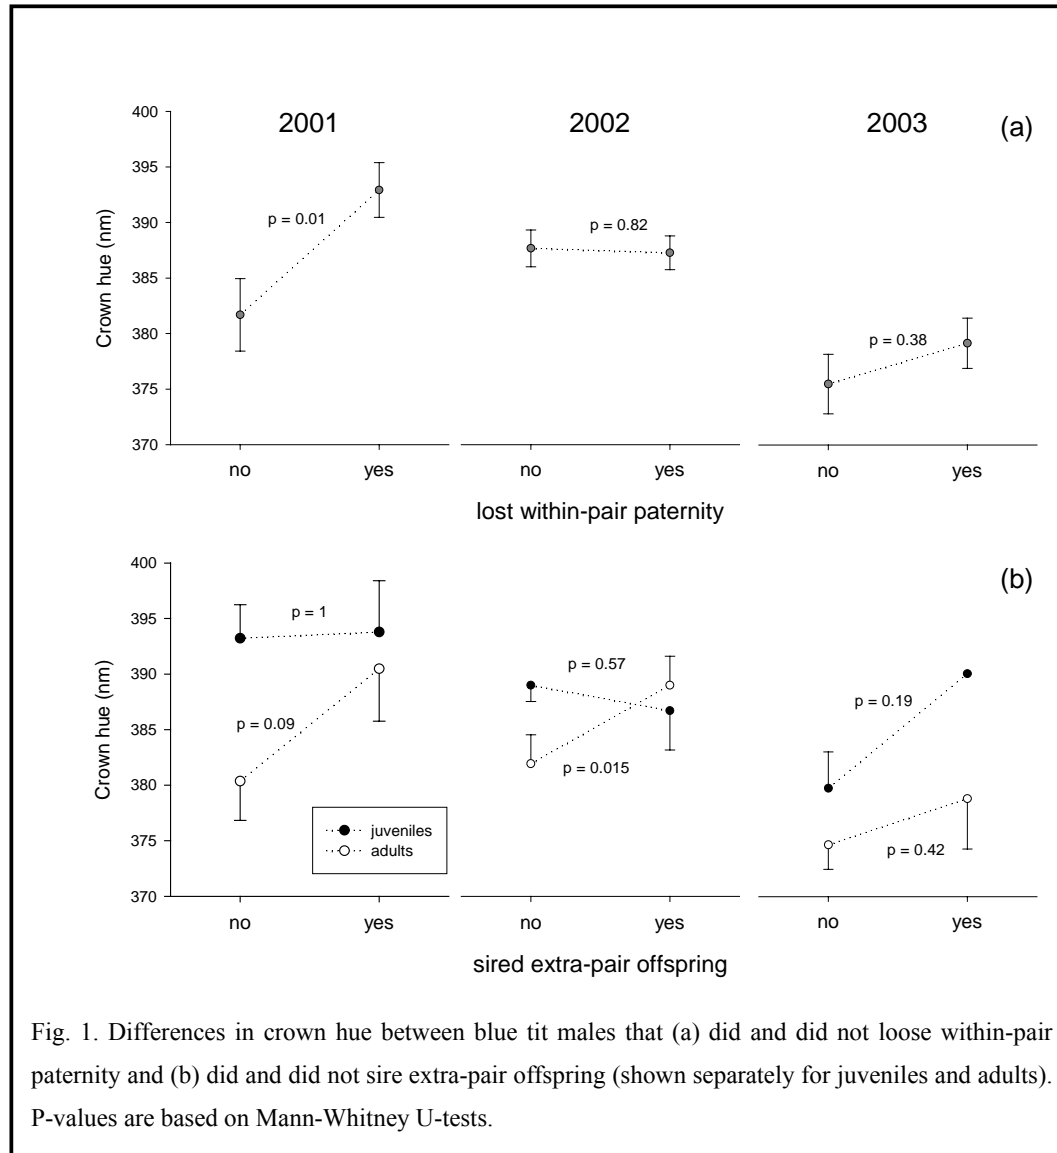 2001 2002 2003 (a)
400
395
390
385
380
375
370
Crown hue (nm)
p = 0.01
p = 0.82
p = 0.38
no yes no yes no yes
lost within-pair paternity
(b)
400
395
390
385
380
375
370
Crown hue (nm)
p = 1
p = 0.09
p = 0.57
p = 0.015
p = 0.19
p = 0.42
juveniles
adults
no yes no yes no yes
sired extra-pair offspring
Fig. 1. Differences in crown hue between blue tit males that (a) did and did not loose within-pair
paternity and (b) did and did not sire extra-pair offspring (shown separately for juveniles and adults).
P-values are based on Mann-Whitney U-tests.